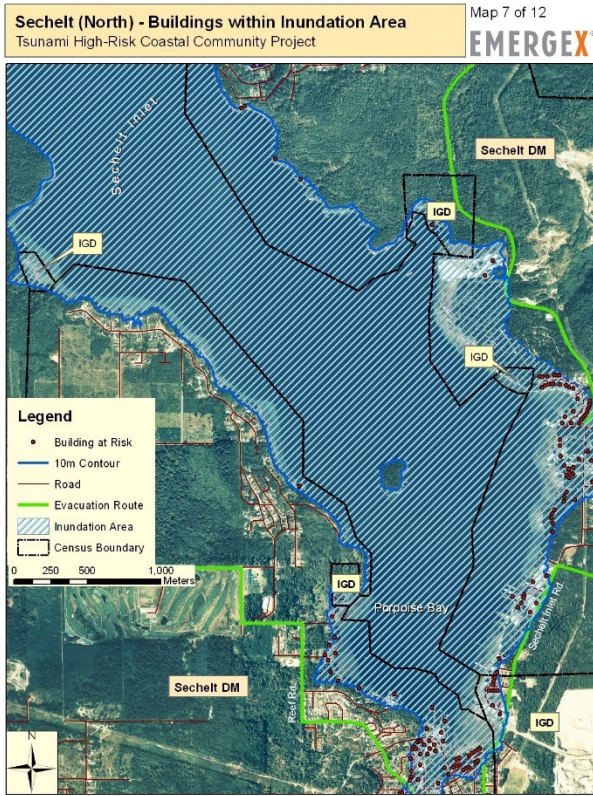 Sechelt (North) - Buildings within Inundation Area
Tsunami High-Risk Coastal Community Project
Map 7 of 12
EMERGEX
Sechelt Inlet
Sechelt DM
IGD
IGD
IGD
Legend
Building at Risk
10m Contour
Road
Evacuation Route
Inundation Area
Census Boundary
0 250 500 1,000
Meters
IGD
Porpoise Bay
Sechelt Inlet Rd.
Sechelt DM
Reef Rd.
IGD
N